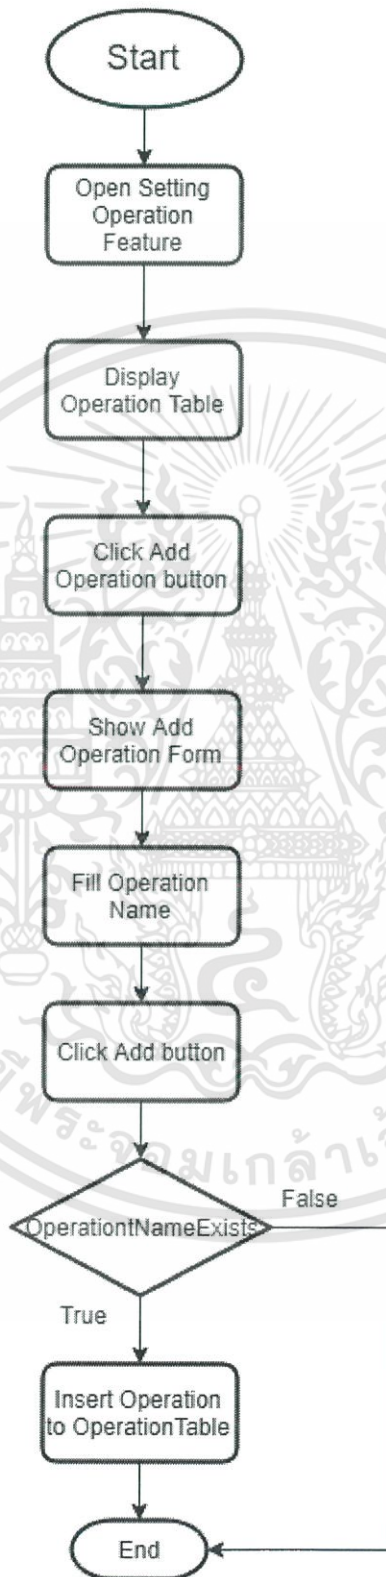 Start
Open Setting
Operation
Feature
Display
Operation Table
Click Add
Operation button
Show Add
Operation Form
Fill Operation
Name
Click Add button
OperationtNameExists
False
True
Insert Operation
to OperationTable
End